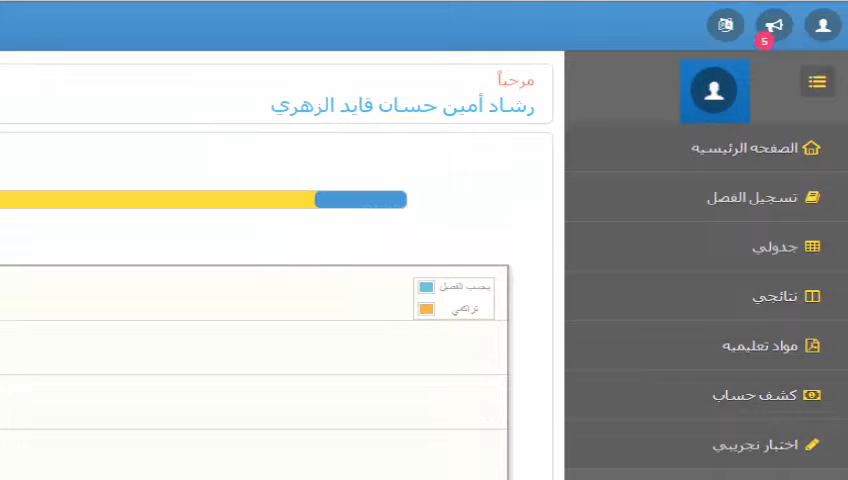 5
مرحباً
رشاد أمين حسان قايد الزهري
الصفحه الرئيسيه
تسجيل الفصل
جدولي
نتائجي
مواد تعليميه
كشف حساب
اختبار تجريبي
بحسب الفصل
تراكمي